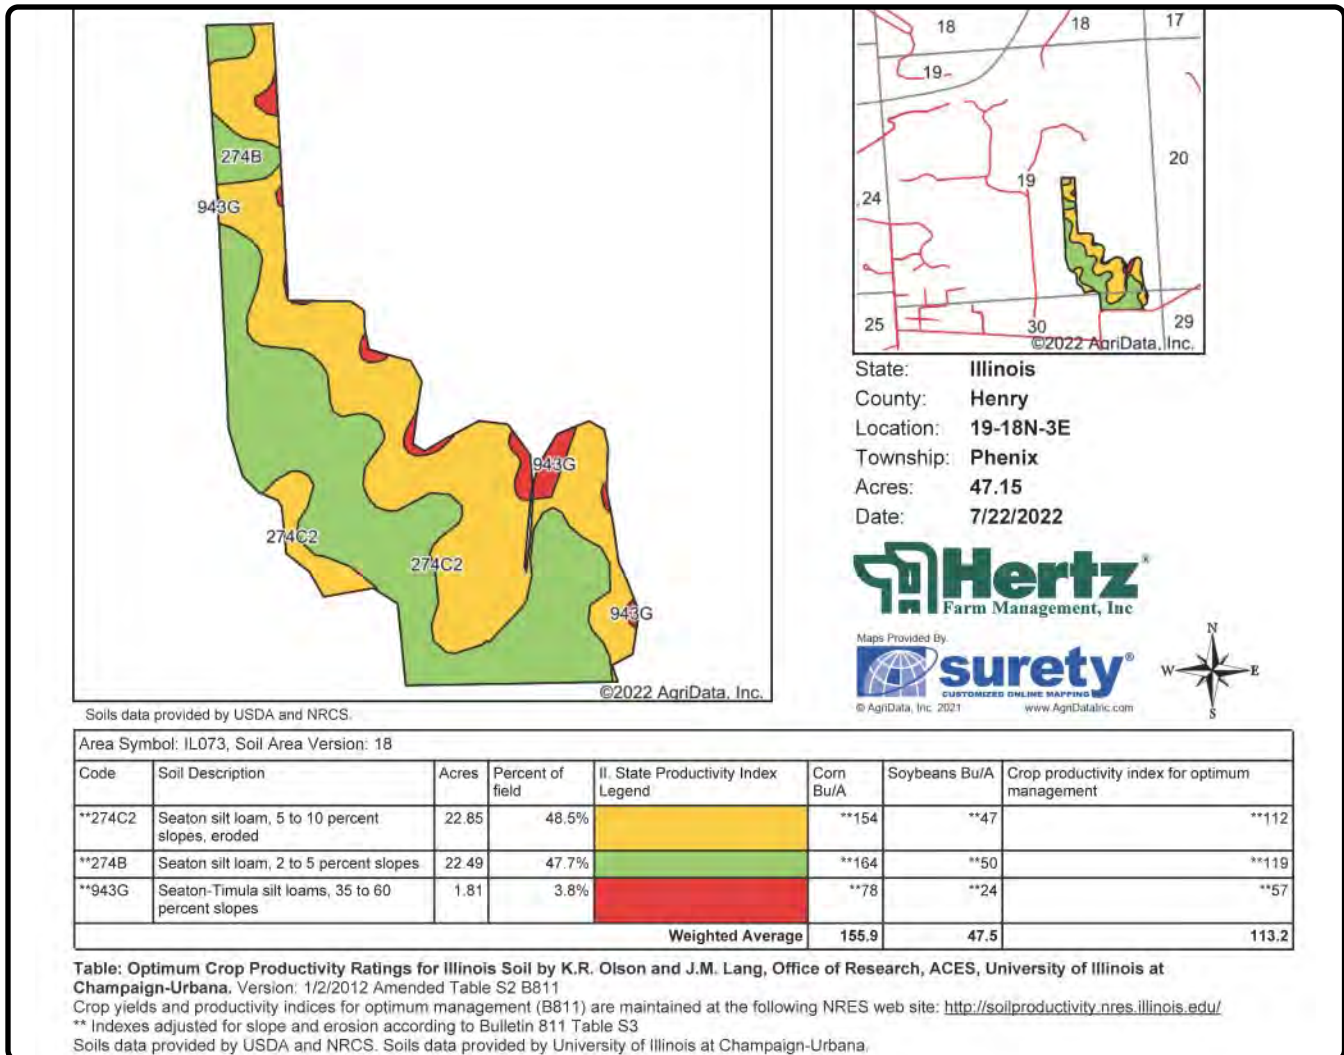 274B
943G
274C2
274C2
943G
943G
©2022 AgriData, Inc.
Soils data provided by USDA and NRCS.
18
18
17
19
20
24
19
25
30
29
©2022 AgriData, Inc.
State: Illinois
County: Henry
Location: 19-18N-3E
Township: Phenix
Acres: 47.15
Date: 7/22/2022
Hertz®
Farm Management, Inc
Maps Provided By
surety®
CUSTOMIZED ONLINE MAPPING
© AgriData, Inc. 2021 www.AgriDataInc.com
N
W E
S
Area Symbol: IL073, Soil Area Version: 18
Code Soil Description Acres Percent of field II. State Productivity Index Legend Corn Bu/A Soybeans Bu/A Crop productivity index for optimum management
**274C2 Seaton silt loam, 5 to 10 percent slopes, eroded 22.85 48.5% **154 **47 **112
**274B Seaton silt loam, 2 to 5 percent slopes 22.49 47.7% **164 **50 **119
**943G Seaton-Timula silt loams, 35 to 60 percent slopes 1.81 3.8% **78 **24 **57
Weighted Average 155.9 47.5 113.2
Table: Optimum Crop Productivity Ratings for Illinois Soil by K.R. Olson and J.M. Lang, Office of Research, ACES, University of Illinois at
Champaign-Urbana. Version: 1/2/2012 Amended Table S2 B811
Crop yields and productivity indices for optimum management (B811) are maintained at the following NRES web site: http://soilproductivity.nres.illinois.edu/
** Indexes adjusted for slope and erosion according to Bulletin 811 Table S3
Soils data provided by USDA and NRCS. Soils data provided by University of Illinois at Champaign-Urbana.